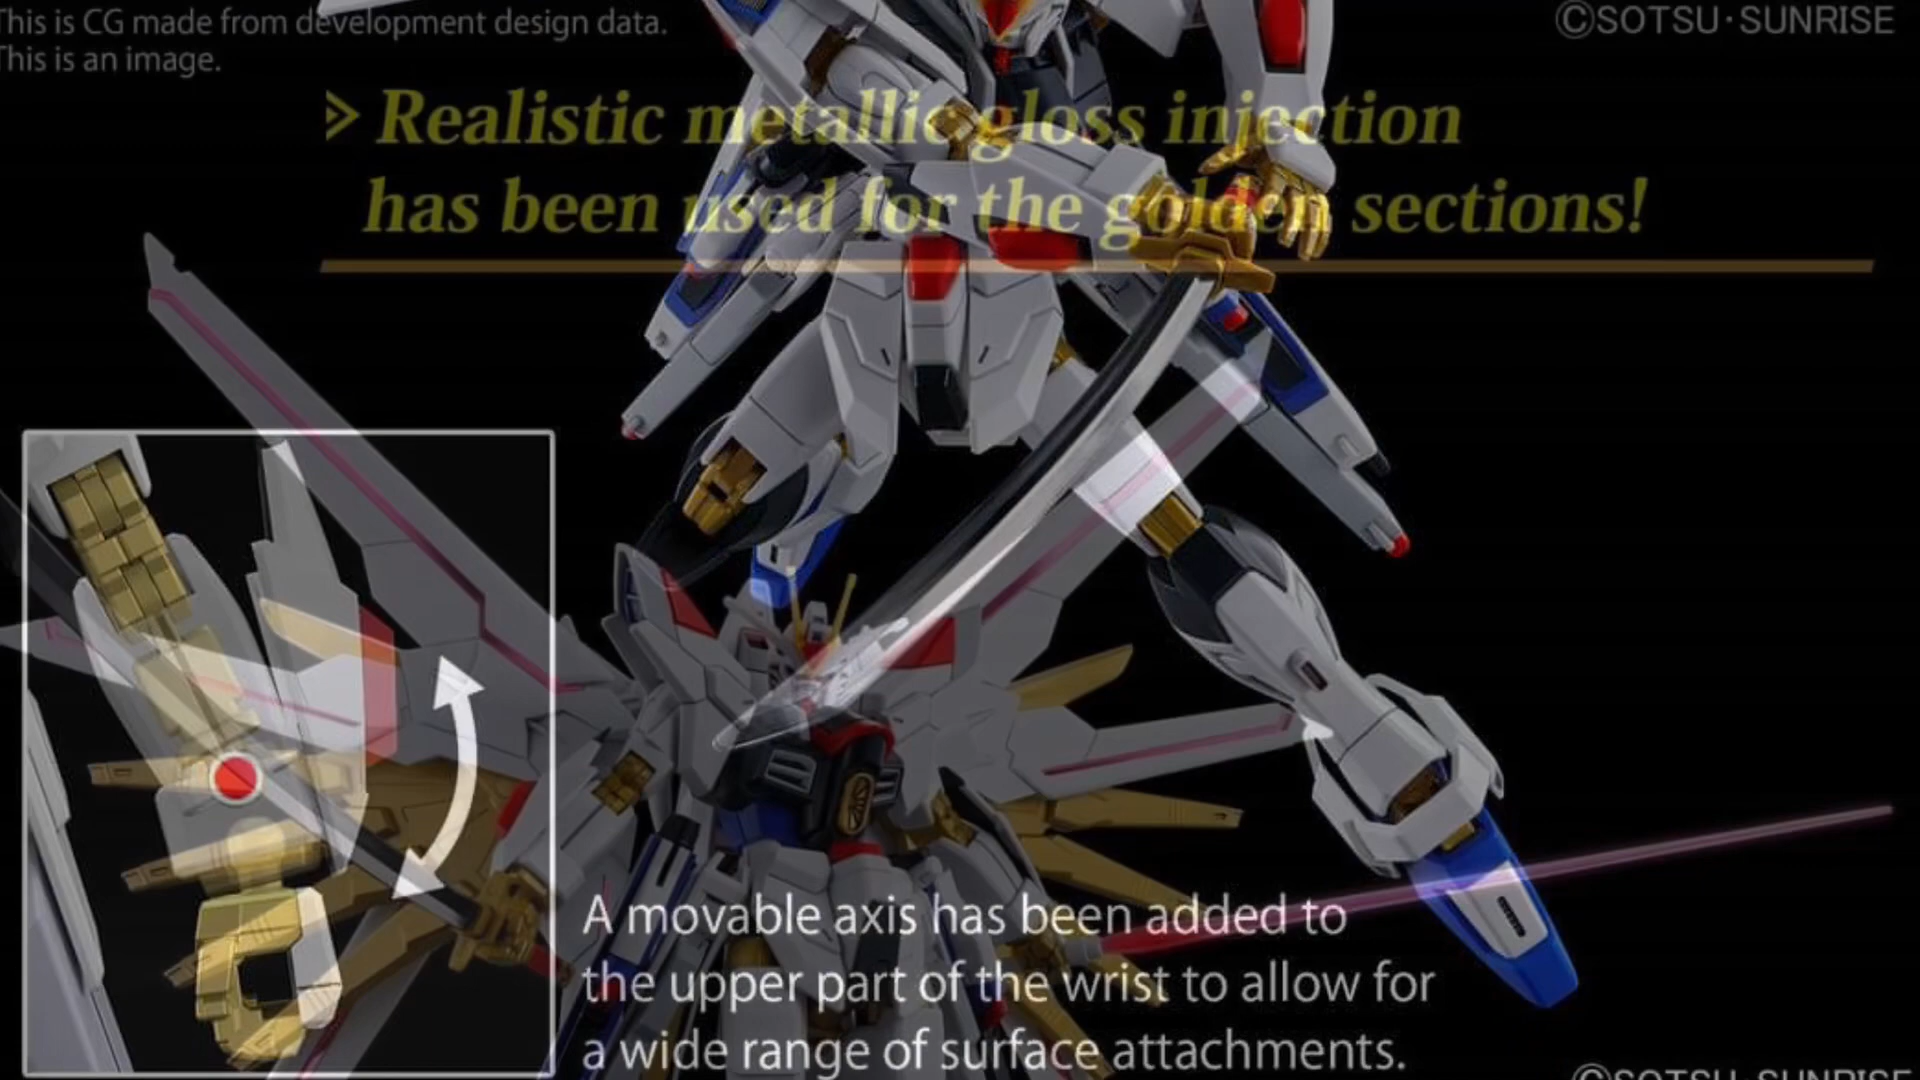 This is CG made from development design data.
This is an image.
©SOTSU･SUNRISE
> Realistic metallic gloss injection
has been used for the golden sections!
A movable axis has been added to
the upper part of the wrist to allow for
a wide range of surface attachments.
©SOTSU･SUNRISE